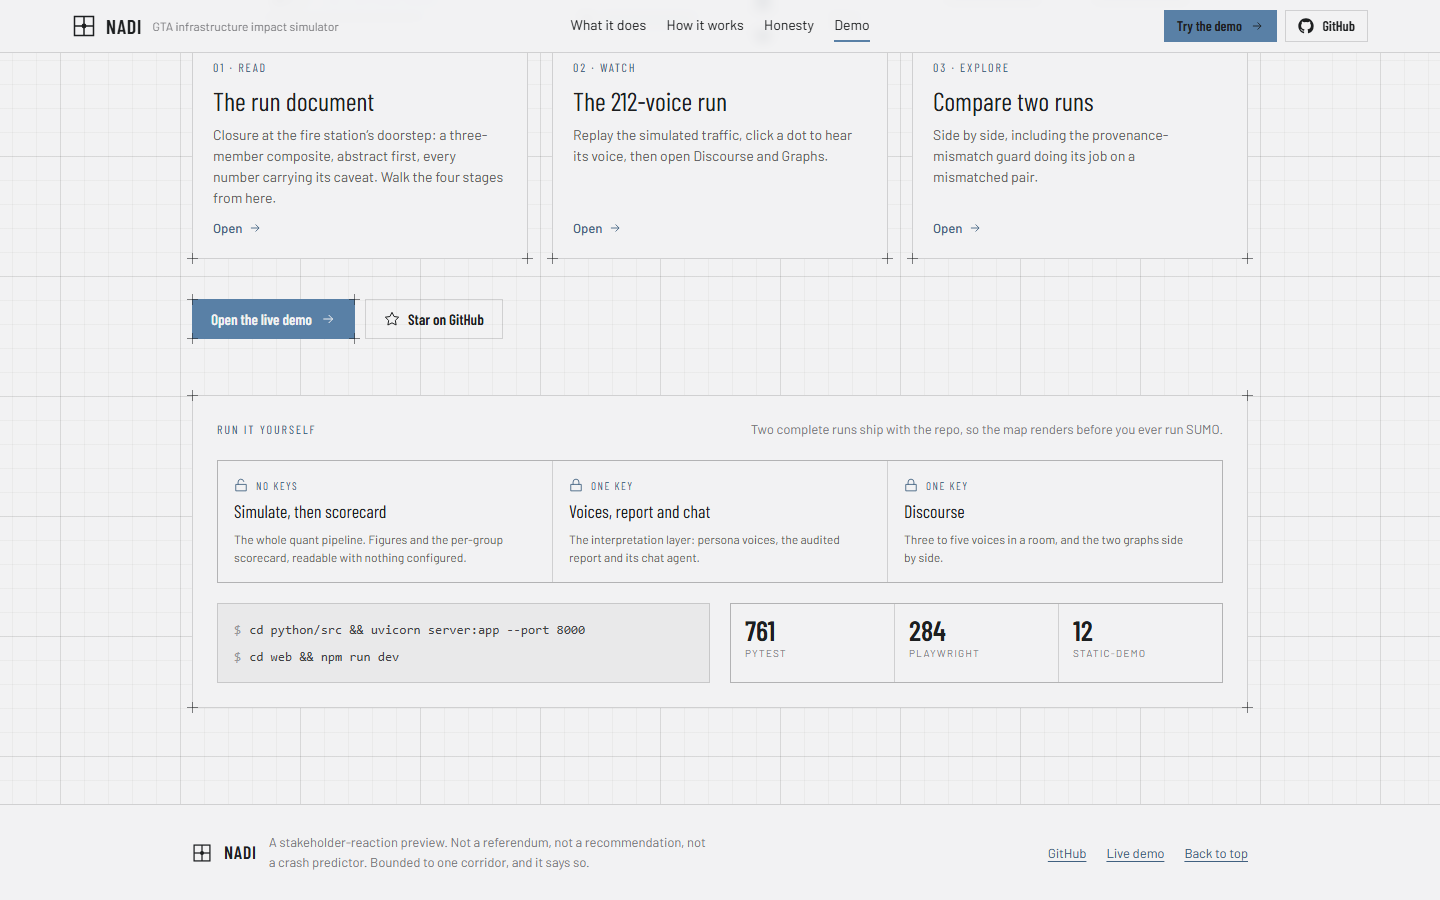 NADI GTA infrastructure impact simulator What it does How it works Honesty Demo Try the demo → GitHub
01 · READ
The run document
Closure at the fire station's doorstep: a three-
member composite, abstract first, every
number carrying its caveat. Walk the four stages
from here.
Open →
02 · WATCH
The 212-voice run
Replay the simulated traffic, click a dot to hear
its voice, then open Discourse and Graphs.
Open →
03 · EXPLORE
Compare two runs
Side by side, including the provenance-
mismatch guard doing its job on a
mismatched pair.
Open →
Open the live demo → Star on GitHub
RUN IT YOURSELF Two complete runs ship with the repo, so the map renders before you ever run SUMO.
NO KEYS
Simulate, then scorecard
The whole quant pipeline. Figures and the per-group
scorecard, readable with nothing configured.
ONE KEY
Voices, report and chat
The interpretation layer: persona voices, the audited
report and its chat agent.
ONE KEY
Discourse
Three to five voices in a room, and the two graphs side
by side.
$ cd python/src && uvicorn server:app --port 8000
$ cd web && npm run dev
761
PYTEST
284
PLAYWRIGHT
12
STATIC-DEMO
NADI
A stakeholder-reaction preview. Not a referendum, not a recommendation, not
a crash predictor. Bounded to one corridor, and it says so.
GitHub Live demo Back to top